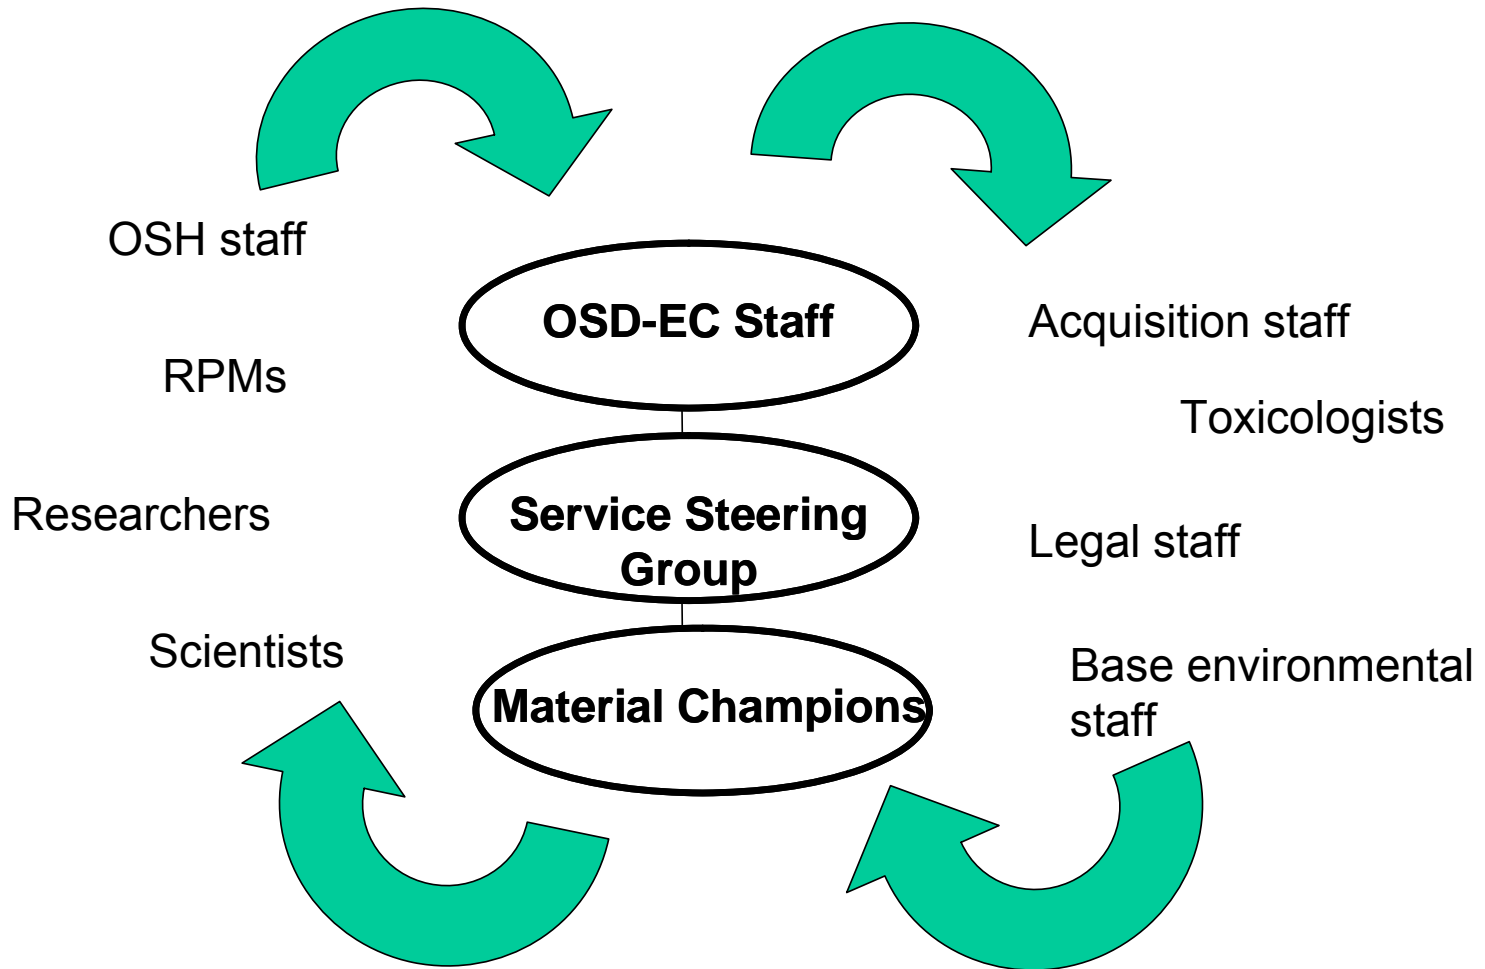 OSH staff
RPMs
Researchers
Scientists
OSD-EC Staff
Service Steering
Group
Material Champions
Acquisition staff
Toxicologists
Legal staff
Base environmental
staff